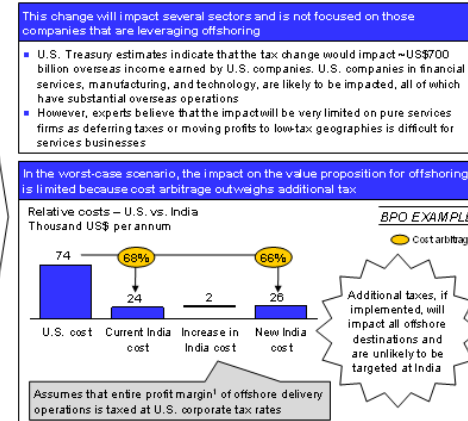 This change will impact several sectors and is not focused on those
companies that are leveraging offshoring
U.S. Treasury estimates indicate that the tax change would impact ~US$700
billion overseas income earned by U.S. companies. U.S. companies in financial
services, manufacturing, and technology, are likely to be impacted, all of which
have substantial overseas operations
However, experts believe that the impact will be very limited on pure services
firms as deferring taxes or moving profits to low-tax geographies is difficult for
services businesses
In the worst-case scenario, the impact on the value proposition for offshoring
is limited because cost arbitrage outweighs additional tax
Relative costs – U.S. vs. India
Thousand US$ per annum
BPO EXAMPLE
Cost arbitrag
74
68%
66%
24
2
26
U.S. cost
Current India
cost
Increase in
India cost
New India
cost
Additional taxes, if
implemented, will
impact all offshore
destinations and
are unlikely to be
targeted at India
Assumes that entire profit margin¹ of offshore delivery
operations is taxed at U.S. corporate tax rates